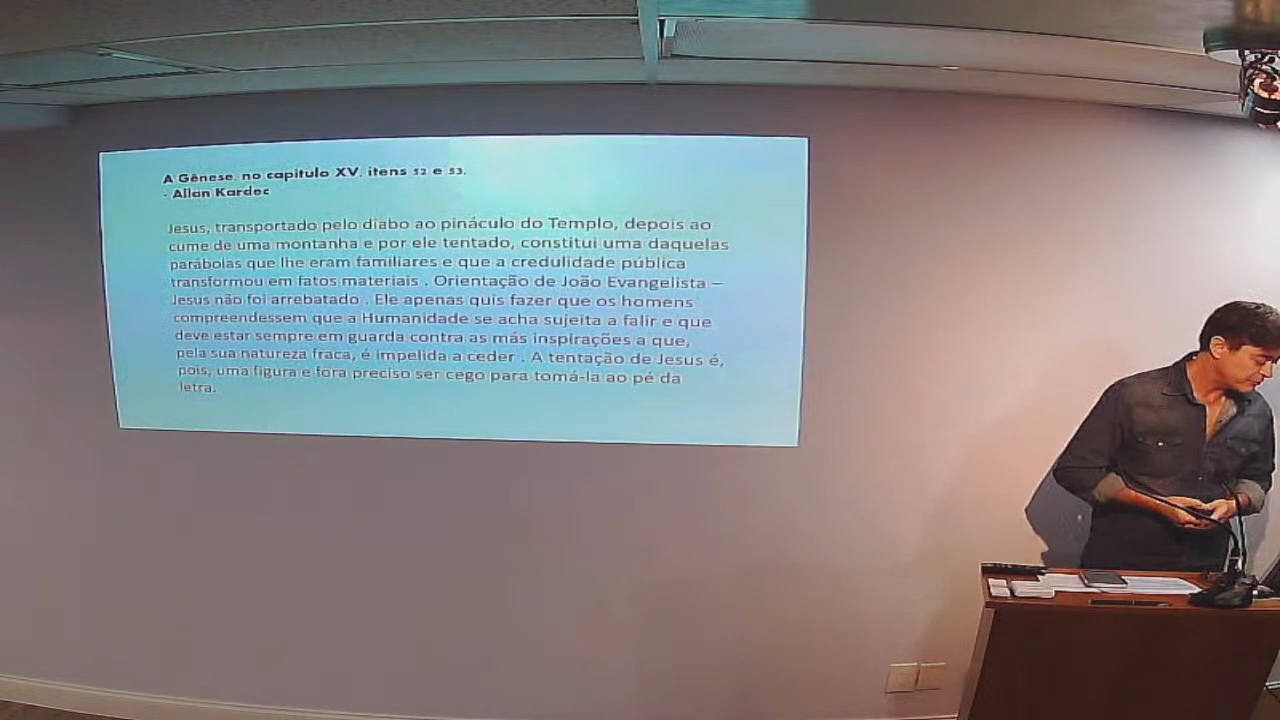 A Gênese, no capitulo XV, itens 52 e 53.
- Allan Kardec
Jesus, transportado pelo diabo ao pináculo do Templo, depois ao
cume de uma montanha e por ele tentado, constitui uma daquelas
parábolas que lhe eram familiares e que a credulidade pública
transformou em fatos materiais . Orientação de João Evangelista –
Jesus não foi arrebatado . Ele apenas quis fazer que os homens
compreendessem que a Humanidade se acha sujeita a falir e que
deve estar sempre em guarda contra as más inspirações a que,
pela sua natureza fraca, é impelida a ceder . A tentação de Jesus é,
pois, uma figura e fora preciso ser cego para tomá-la ao pé da
letra.